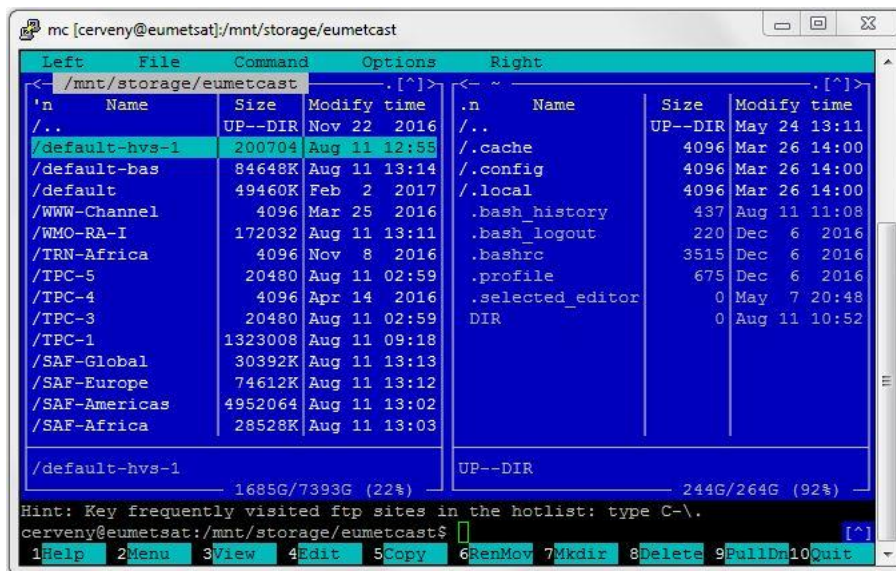 mc [cerveny@eumetsat]:/mnt/storage/eumetcast
Left File Command Options Right
<- /mnt/storage/eumetcast .[^]>
'n Name Size Modify time
/.. UP--DIR Nov 22 2016
/default-hvs-1 200704 Aug 11 12:55
/default-bas 84648K Aug 11 13:14
/default 49460K Feb 2 2017
/WWW-Channel 4096 Mar 25 2016
/WMO-RA-I 172032 Aug 11 13:11
/TRN-Africa 4096 Nov 8 2016
/TPC-5 20480 Aug 11 02:59
/TPC-4 4096 Apr 14 2016
/TPC-3 20480 Aug 11 02:59
/TPC-1 1323008 Aug 11 09:18
/SAF-Global 30392K Aug 11 13:13
/SAF-Europe 74612K Aug 11 13:12
/SAF-Americas 4952064 Aug 11 13:02
/SAF-Africa 28528K Aug 11 13:03
/default-hvs-1
1685G/7393G (22%)
<- ~ .[^]>
.n Name Size Modify time
/.. UP--DIR May 24 13:11
/.cache 4096 Mar 26 14:00
/.config 4096 Mar 26 14:00
/.local 4096 Mar 26 14:00
.bash_history 437 Aug 11 11:08
.bash_logout 220 Dec 6 2016
.bashrc 3515 Dec 6 2016
.profile 675 Dec 6 2016
.selected_editor 0 May 7 20:48
DIR 0 Aug 11 10:52
UP--DIR
244G/264G (92%)
Hint: Key frequently visited ftp sites in the hotlist: type C-\.
cerveny@eumetsat:/mnt/storage/eumetcast$ [^]
1Help 2Menu 3View 4Edit 5Copy 6RenMov 7Mkdir 8Delete 9PullDn 10Quit